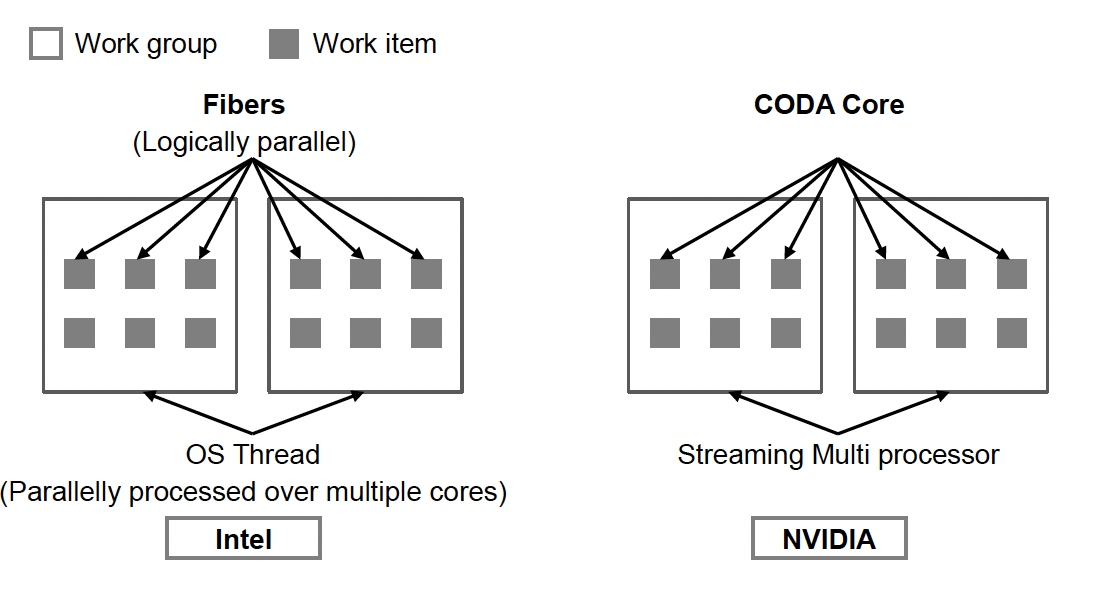 Work group
Work item
Fibers
(Logically parallel)
CODA Core
OS Thread
(Parallelly processed over multiple cores)
Streaming Multi processor
Intel
NVIDIA